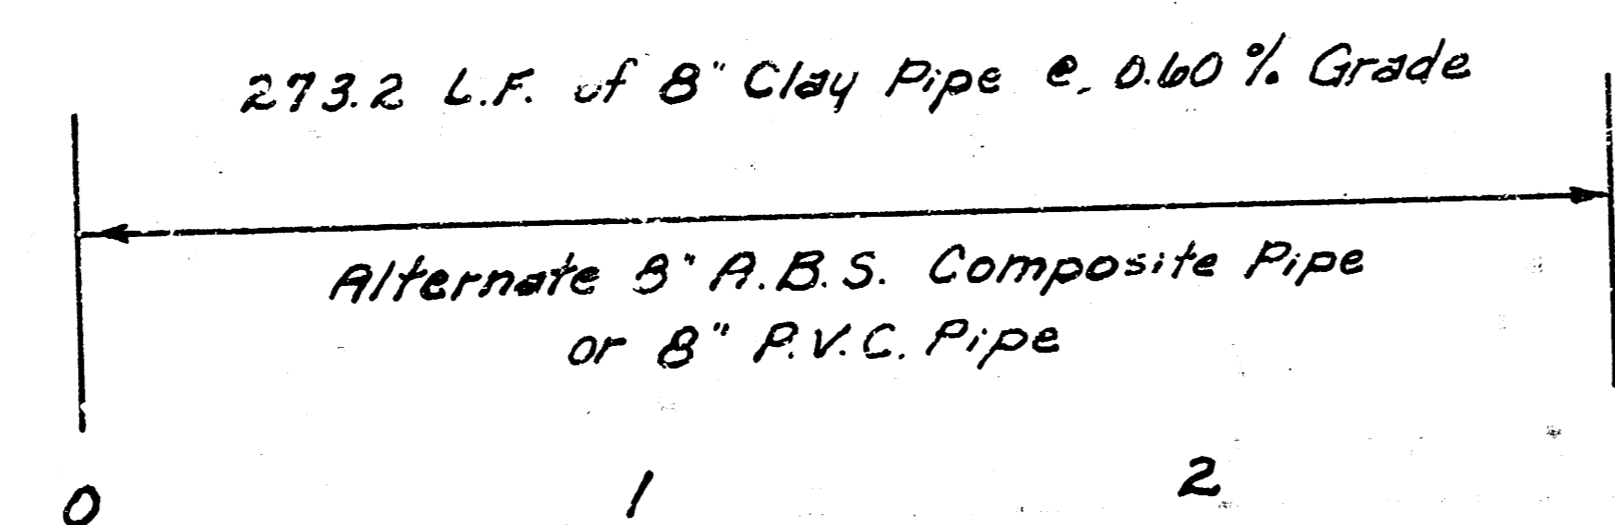 273.2 L.F. of 8" Clay Pipe @ 0.60 % Grade
Alternate 8" A.B.S. Composite Pipe
or 8" P.V.C. Pipe
0 1 2